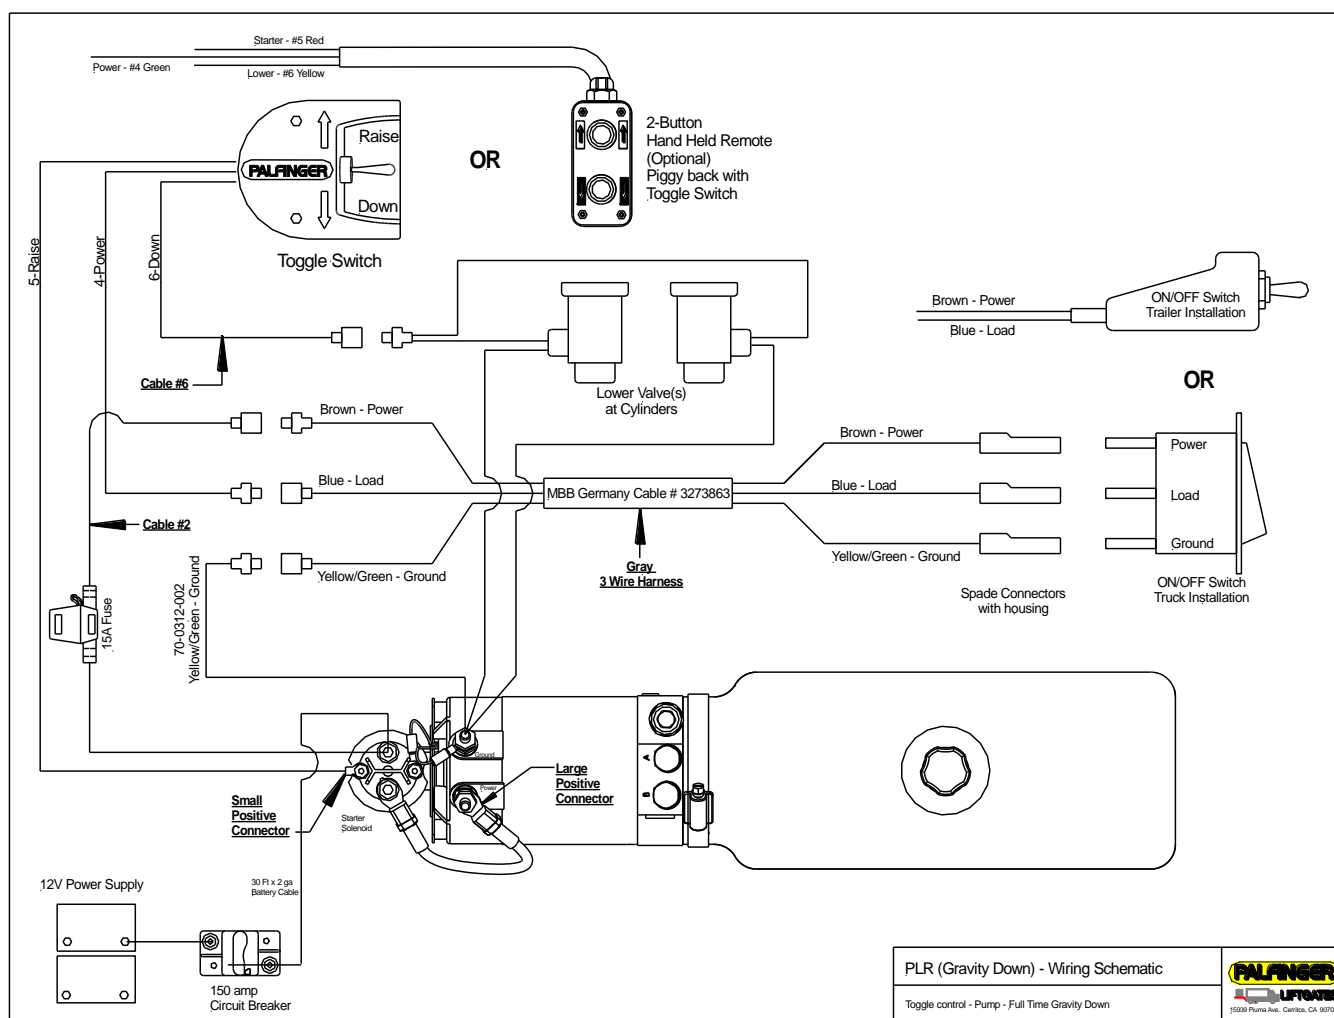 Starter - #5 Red
Power - #4 Green
Lower - #6 Yellow
Raise
PALFINGER
Down
Toggle Switch
OR
2-Button
Hand Held Remote
(Optional)
Piggy back with
Toggle Switch
5-Raise
4-Power
6-Down
Cable #6
Lower Valve(s)
at Cylinders
Brown - Power
Blue - Load
ON/OFF Switch
Trailer Installation
OR
Brown - Power
Blue - Load
Yellow/Green - Ground
MBB Germany Cable # 3273863
Gray
3 Wire Harness
Brown - Power
Blue - Load
Yellow/Green - Ground
Spade Connectors
with housing
Power
Load
Ground
ON/OFF Switch
Truck Installation
Cable #2
15A Fuse
70-0312-002
Yellow/Green - Ground
Ground
Power
A
B
Large
Positive
Connector
Small
Positive
Connector
Starter
Solenoid
30 Ft x 2 ga
Battery Cable
12V Power Supply
150 amp
Circuit Breaker
PLR (Gravity Down) - Wiring Schematic
Toggle control - Pump - Full Time Gravity Down
PALFINGER
LIFTGATES
15939 Piuma Ave. Cerritos, CA